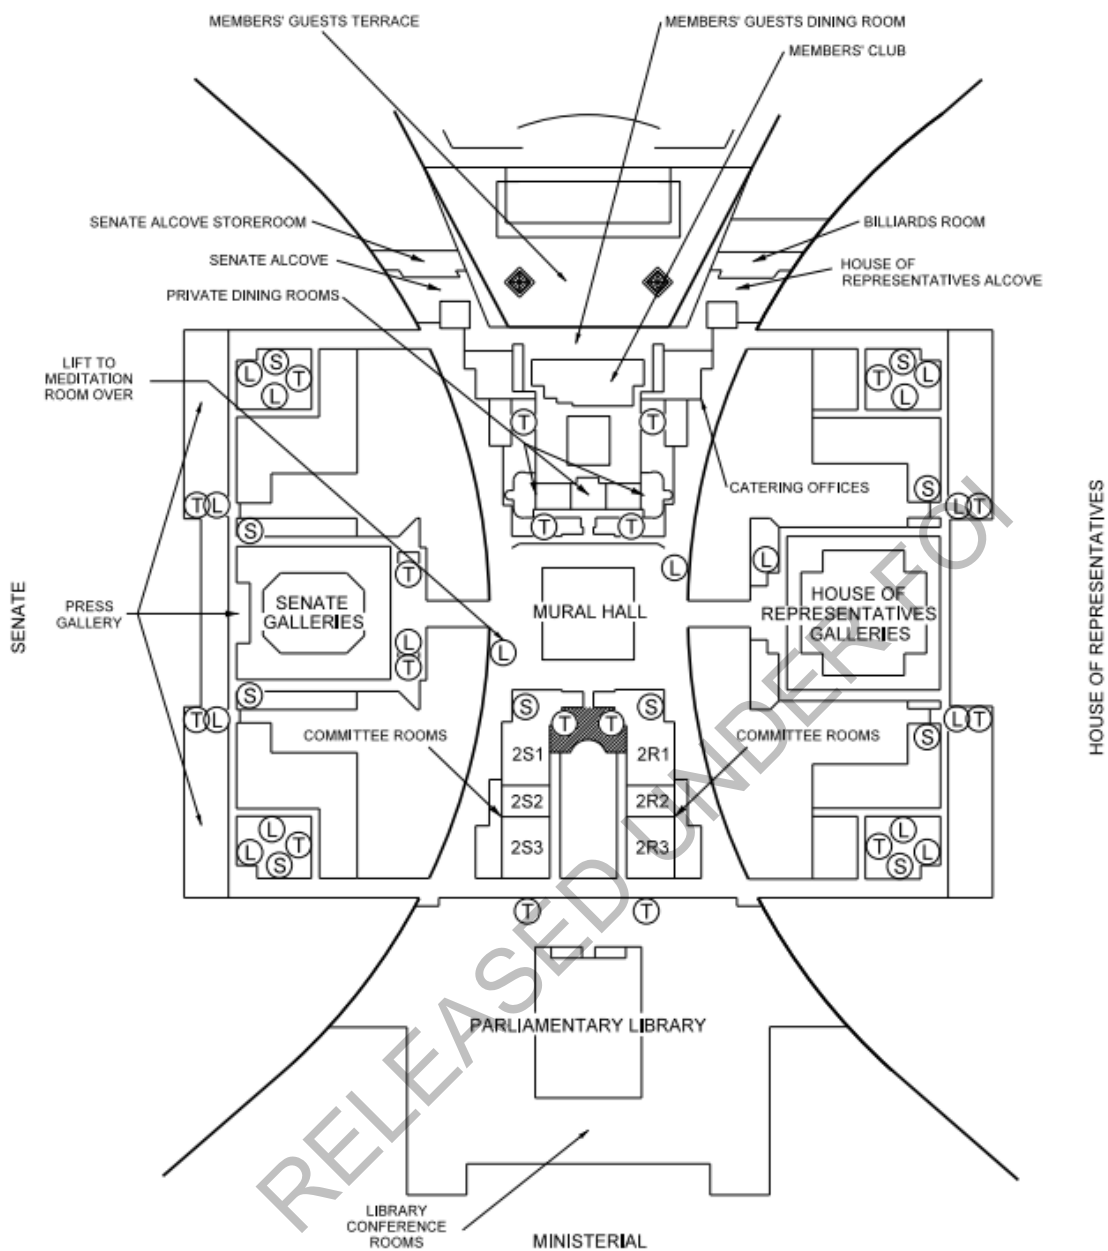 MEMBERS' GUESTS TERRACE
MEMBERS' GUESTS DINING ROOM
MEMBERS' CLUB
SENATE ALCOVE STOREROOM
BILLIARDS ROOM
SENATE ALCOVE
HOUSE OF
REPRESENTATIVES ALCOVE
PRIVATE DINING ROOMS
LIFT TO
MEDITATION
ROOM OVER
S
L
T
L
S
T
L
L
T
T
CATERING OFFICES
T
L
S
L
T
S
T
T
L
L
T
SENATE
GALLERIES
MURAL HALL
HOUSE OF
REPRESENTATIVES
GALLERIES
SENATE
PRESS
GALLERY
HOUSE OF REPRESENTATIVES
L
T
L
S
S
S
T
L
T
T
L
T
S
COMMITTEE ROOMS
COMMITTEE ROOMS
2S1
2R1
2S2
2R2
2S3
2R3
L
L
T
S
L
T
L
S
T
T
PARLIAMENTARY LIBRARY
LIBRARY
CONFERENCE
ROOMS
MINISTERIAL
RELEASED UNDER FOI